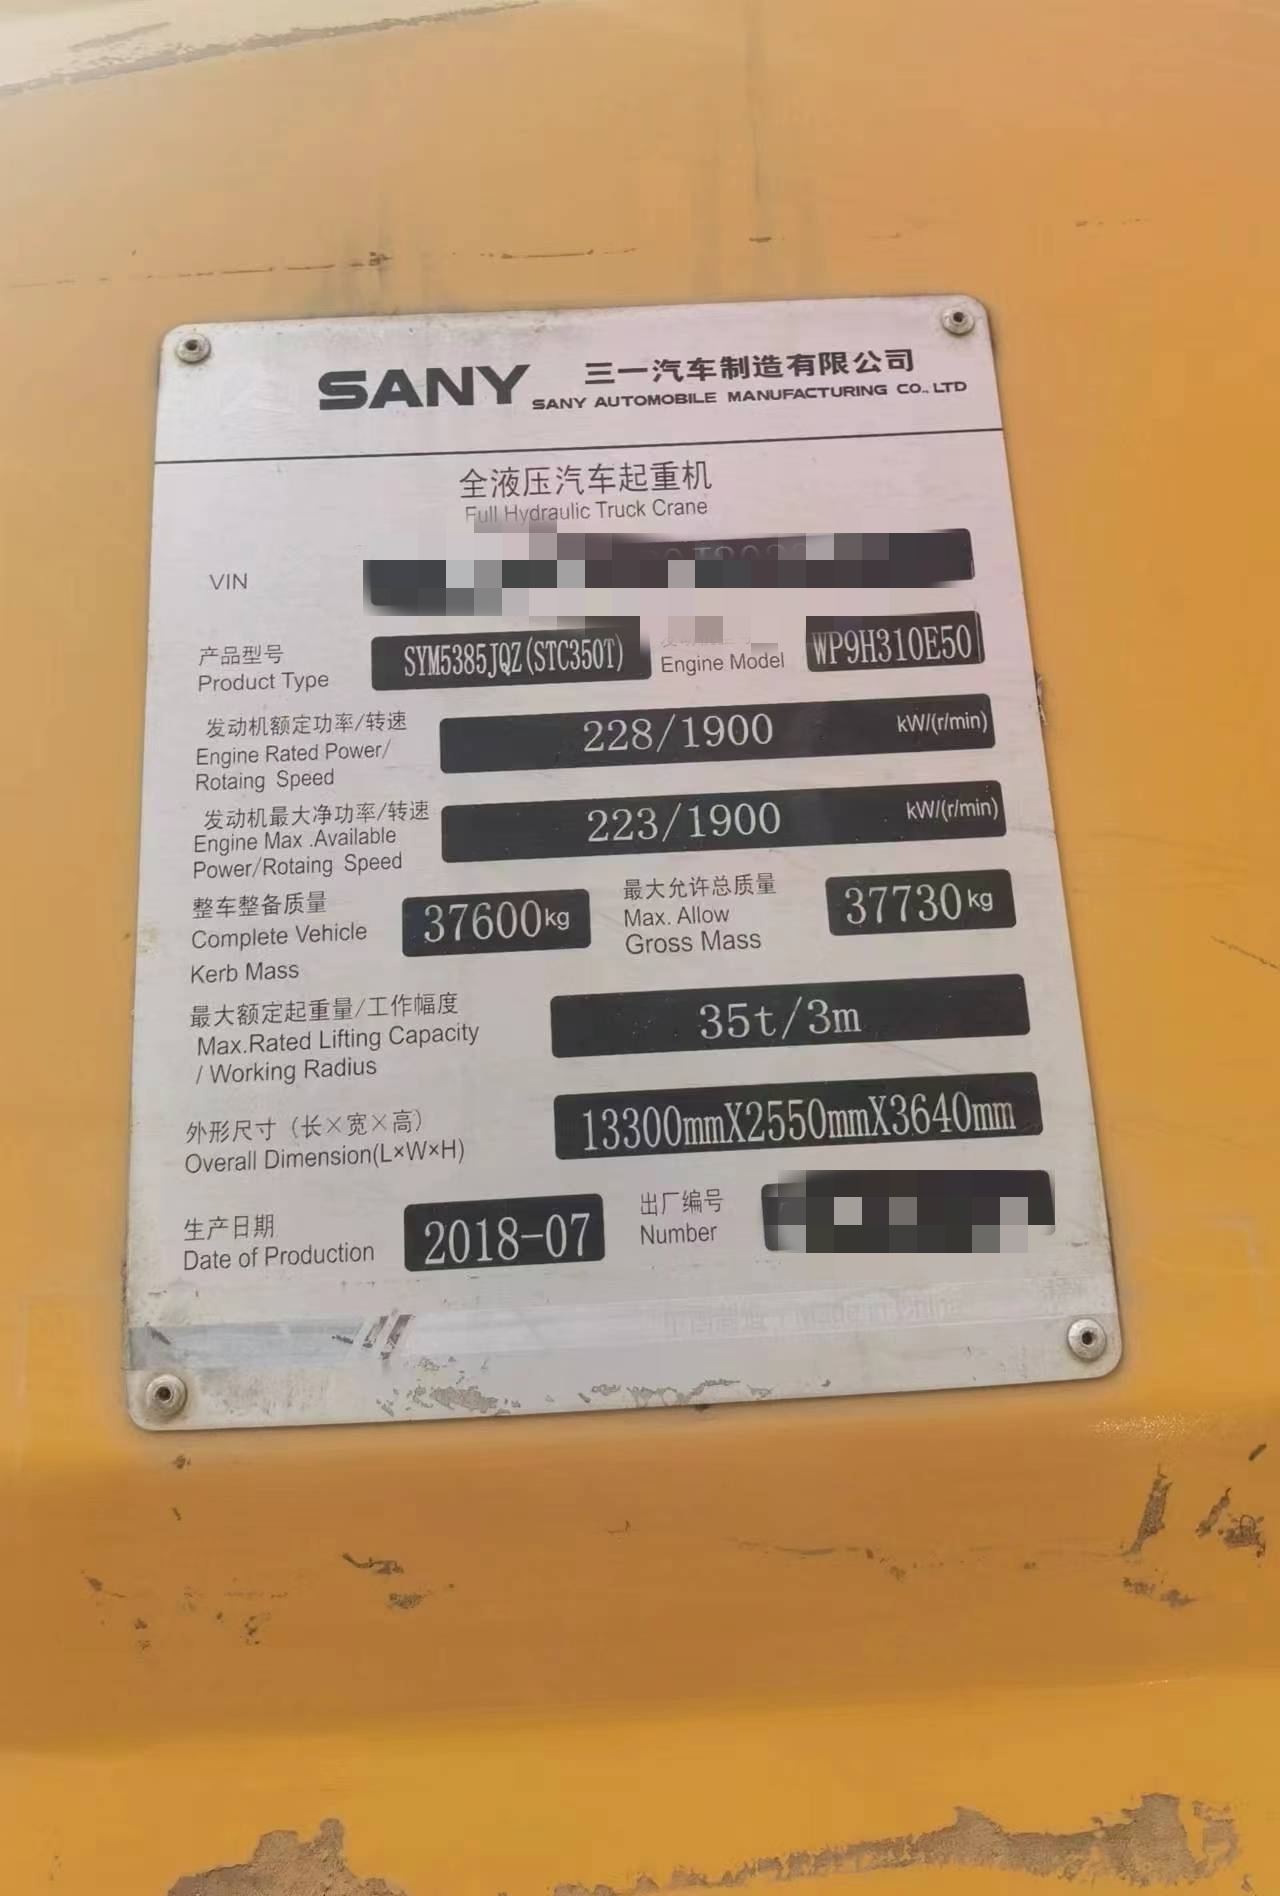 SANY 三一汽车制造有限公司
SANY AUTOMOBILE MANUFACTURING CO., LTD
全液压汽车起重机
Full Hydraulic Truck Crane
VIN
产品型号
Product Type
SYM5385JQZ(STC350T)
Engine Model
WP9H310E50
发动机额定功率/转速
Engine Rated Power/
Rotaing Speed
228/1900 kW/(r/min)
发动机最大净功率/转速
Engine Max .Available
Power/Rotaing Speed
223/1900 kW/(r/min)
整车整备质量
Complete Vehicle
Kerb Mass
37600kg
最大允许总质量
Max. Allow
Gross Mass
37730kg
最大额定起重量/工作幅度
Max.Rated Lifting Capacity
/ Working Radius
35t/3m
外形尺寸（长×宽×高）
Overall Dimension(L×W×H)
13300mmX2550mmX3640mm
生产日期
Date of Production
2018-07
出厂编号
Number